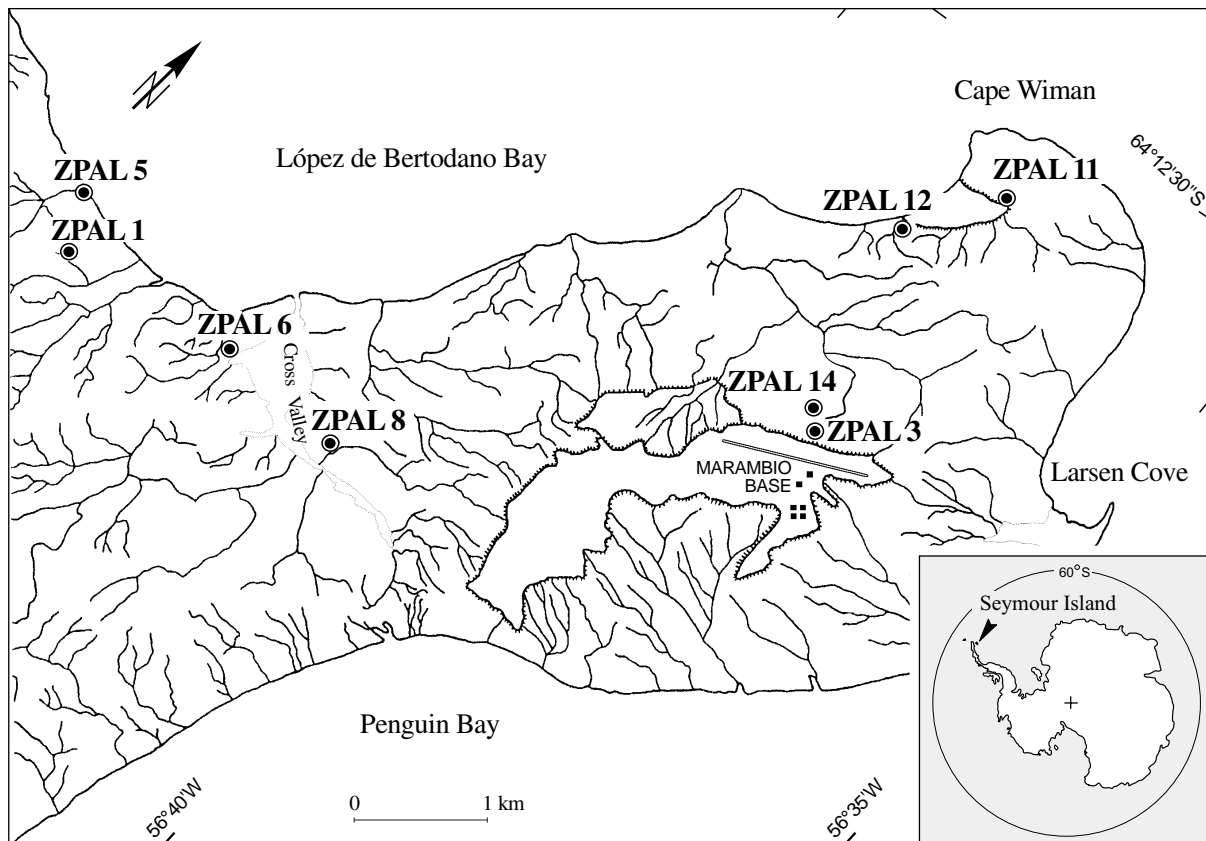 N
Cape Wiman
López de Bertodano Bay
64°12'30"S
ZPAL 5
ZPAL 11
ZPAL 12
ZPAL 1
ZPAL 6
Cross Valley
ZPAL 14
ZPAL 8
ZPAL 3
MARAMBIO
BASE
Larsen Cove
60°S
Seymour Island
Penguin Bay
56°40'W
0 1 km
56°35'W